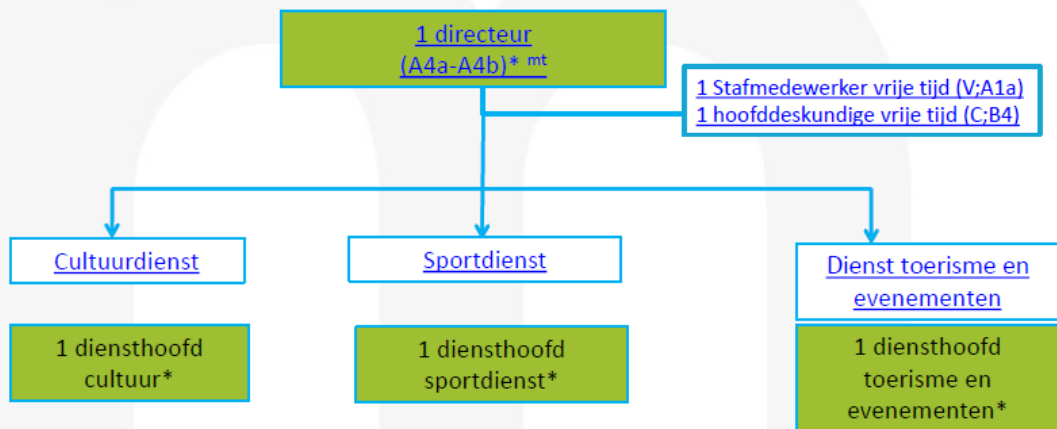 1 directeur
(A4a-A4b)* mt
1 Stafmedewerker vrije tijd (V;A1a)
1 hoofddeskundige vrije tijd (C;B4)
Cultuurdienst
Sportdienst
Dienst toerisme en
evenementen
1 diensthoofd
cultuur*
1 diensthoofd
sportdienst*
1 diensthoofd
toerisme en
evenementen*